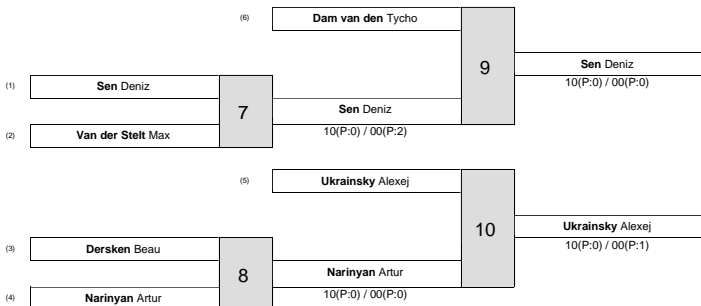 (6) Dam van den Tycho
9
Sen Deniz
10(P:0) / 00(P:0)
(1) Sen Deniz
7
Sen Deniz
10(P:0) / 00(P:2)
(2) Van der Stelt Max
(5) Ukrainsky Alexej
10
Ukrainsky Alexej
10(P:0) / 00(P:1)
(3) Dersken Beau
8
Narinyan Artur
10(P:0) / 00(P:0)
(4) Narinyan Artur